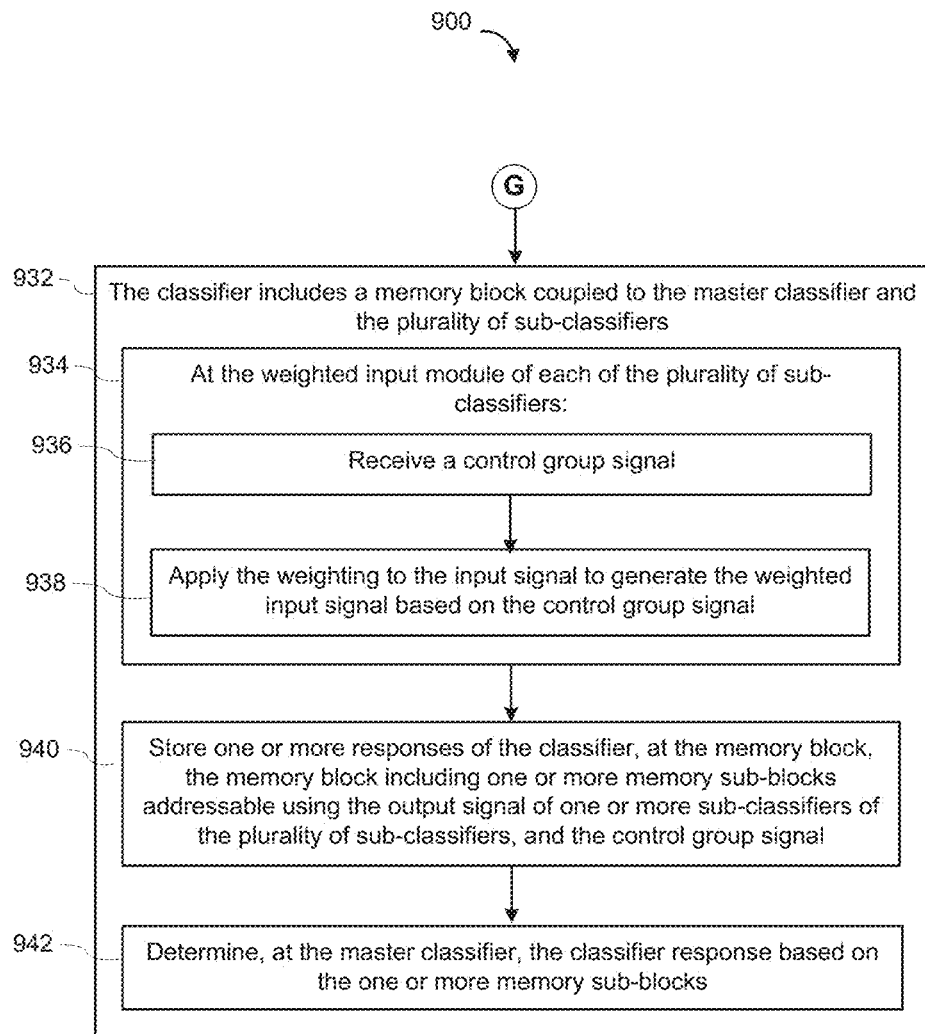 900
G
932
The classifier includes a memory block coupled to the master classifier and
the plurality of sub-classifiers
934
At the weighted input module of each of the plurality of sub-
classifiers:
936
Receive a control group signal
938
Apply the weighting to the input signal to generate the weighted
input signal based on the control group signal
940
Store one or more responses of the classifier, at the memory block,
the memory block including one or more memory sub-blocks
addressable using the output signal of one or more sub-classifiers
of the plurality of sub-classifiers, and the control group signal
942
Determine, at the master classifier, the classifier response based on
the one or more memory sub-blocks